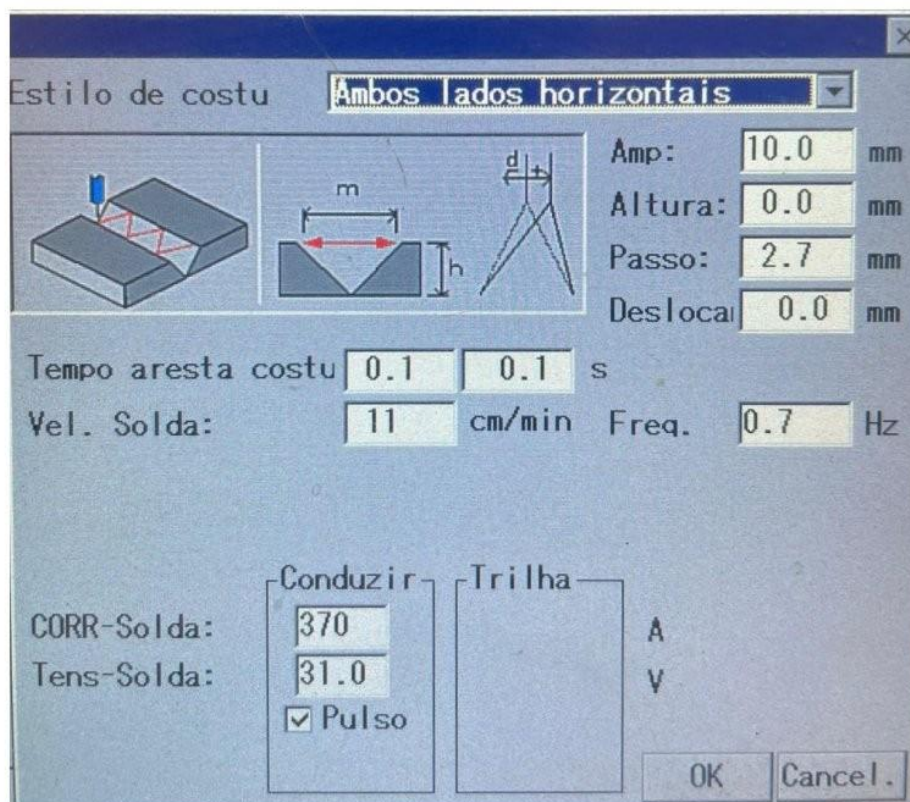 Estilo de costu Ambos lados horizontais
m
h
d
+
Amp: 10.0 mm
Altura: 0.0 mm
Passo: 2.7 mm
Desloca 0.0 mm
Tempo aresta costu 0.1 0.1 s
Vel. Solda: 11 cm/min Freq. 0.7 Hz
Conduzir Trilha
CORR-Solda: 370 A
Tens-Solda: 31.0 V
Pulso
OK Cancel.